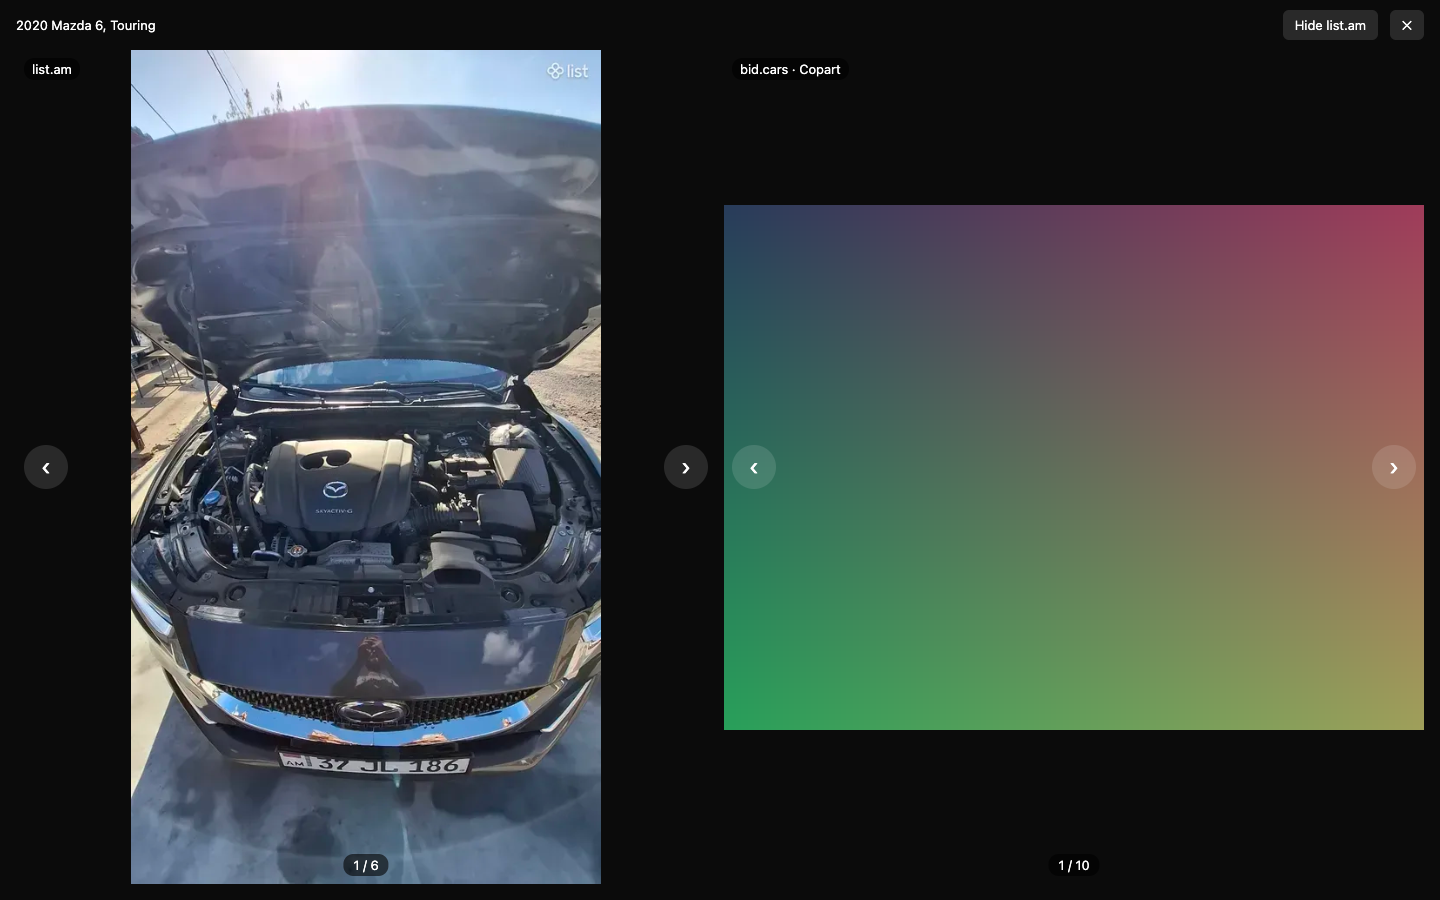 2020 Mazda 6, Touring
Hide list.am
×
list.am
list
bid.cars · Copart
SKYACTIV-G
AM
37 JL 186
1 / 6
1 / 10